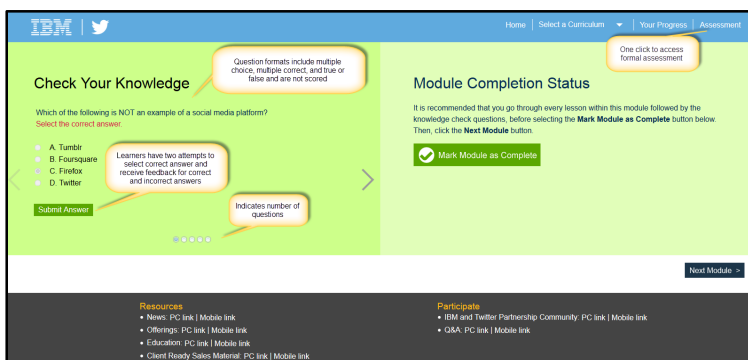 IBM
Home | Select a Curriculum | Your Progress | Assessment
One click to access
formal assessment
Question formats include multiple
choice, multiple correct, and true or
false and are not scored
Check Your Knowledge
Which of the following is NOT an example of a social media platform?
Select the correct answer.
A. Tumblr
B. Foursquare
C. Firefox
D. Twitter
Learners have two attempts to
select correct answer and
receive feedback for correct
and incorrect answers
Submit Answer
Indicates number of
questions
Module Completion Status
It is recommended that you go through every lesson within this module followed by the
knowledge check questions, before selecting the Mark Module as Complete button below.
Then, click the Next Module button.
Mark Module as Complete
Next Module >
Resources
• News: PC link | Mobile link
• Offerings: PC link | Mobile link
• Education: PC link | Mobile link
• Client Ready Sales Material: PC link | Mobile link
Participate
• IBM and Twitter Partnership Community: PC link | Mobile link
• Q&A: PC link | Mobile link